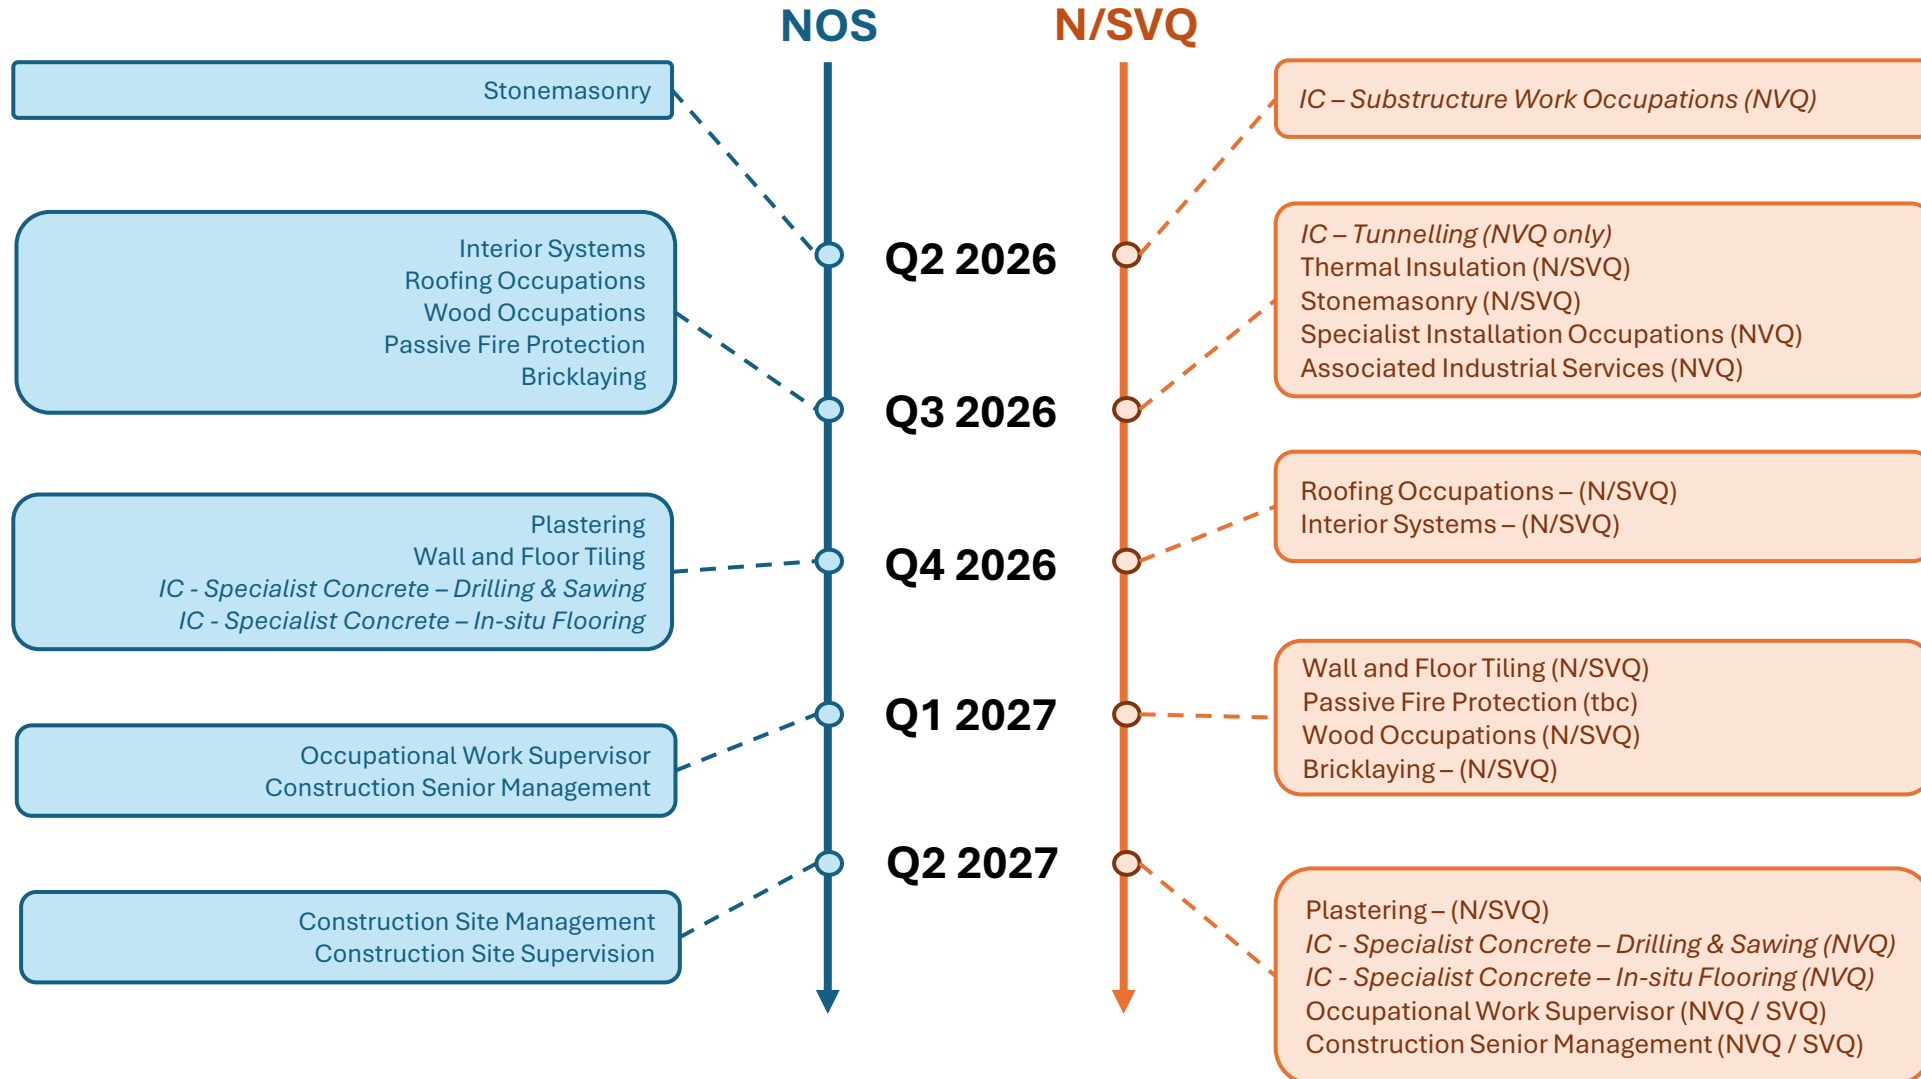 NOS
N/SVQ
Stonemasonry
IC – Substructure Work Occupations (NVQ)
Q2 2026
Interior Systems
Roofing Occupations
Wood Occupations
Passive Fire Protection
Bricklaying
IC – Tunnelling (NVQ only)
Thermal Insulation (N/SVQ)
Stonemasonry (N/SVQ)
Specialist Installation Occupations (NVQ)
Associated Industrial Services (NVQ)
Q3 2026
Plastering
Wall and Floor Tiling
IC - Specialist Concrete – Drilling & Sawing
IC - Specialist Concrete – In-situ Flooring
Roofing Occupations – (N/SVQ)
Interior Systems – (N/SVQ)
Q4 2026
Occupational Work Supervisor
Construction Senior Management
Wall and Floor Tiling (N/SVQ)
Passive Fire Protection (tbc)
Wood Occupations (N/SVQ)
Bricklaying – (N/SVQ)
Q1 2027
Construction Site Management
Construction Site Supervision
Q2 2027
Plastering – (N/SVQ)
IC - Specialist Concrete – Drilling & Sawing (NVQ)
IC - Specialist Concrete – In-situ Flooring (NVQ)
Occupational Work Supervisor (NVQ / SVQ)
Construction Senior Management (NVQ / SVQ)